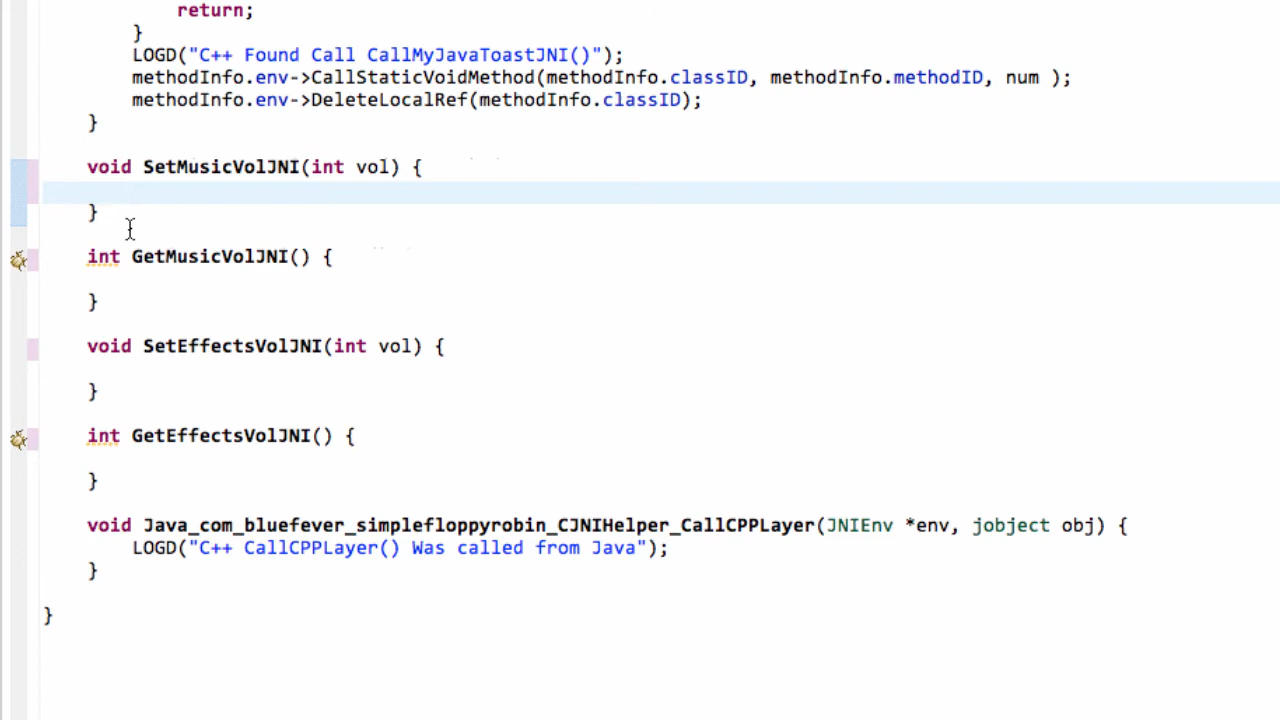 return;
}
LOGD("C++ Found Call CallMyJavaToastJNI()");
methodInfo.env->CallStaticVoidMethod(methodInfo.classID, methodInfo.methodID, num );
methodInfo.env->DeleteLocalRef(methodInfo.classID);
}
void SetMusicVolJNI(int vol) {
}
int GetMusicVolJNI() {
}
void SetEffectsVolJNI(int vol) {
}
int GetEffectsVolJNI() {
}
void Java_com_bluefever_simplefloppyrobin_CJNIHelper_CallCPPLayer(JNIEnv *env, jobject obj) {
LOGD("C++ CallCPPLayer() Was called from Java");
}
}